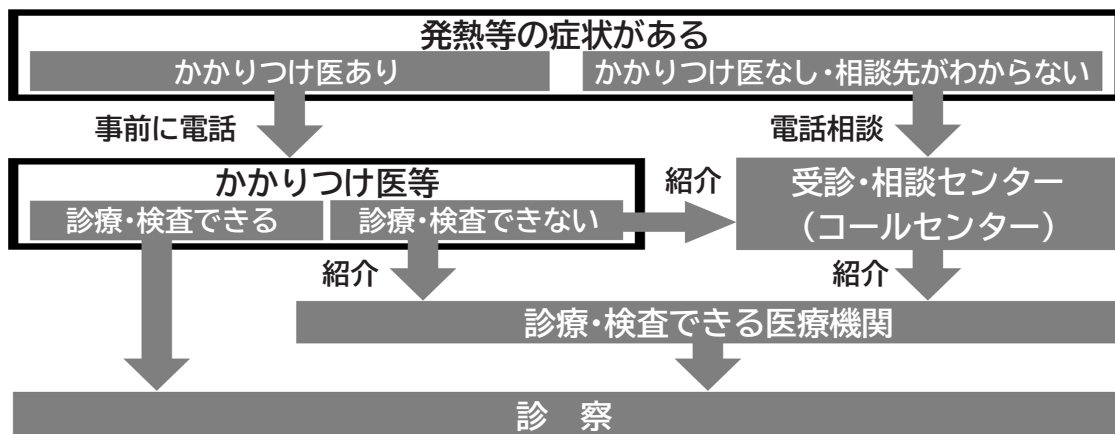 発熱等の症状がある
かかりつけ医あり
かかりつけ医なし・相談先がわからない
事前に電話
電話相談
かかりつけ医等
診療・検査できる
診療・検査できない
紹介
受診・相談センター
（コールセンター）
紹介
紹介
診療・検査できる医療機関
診 察